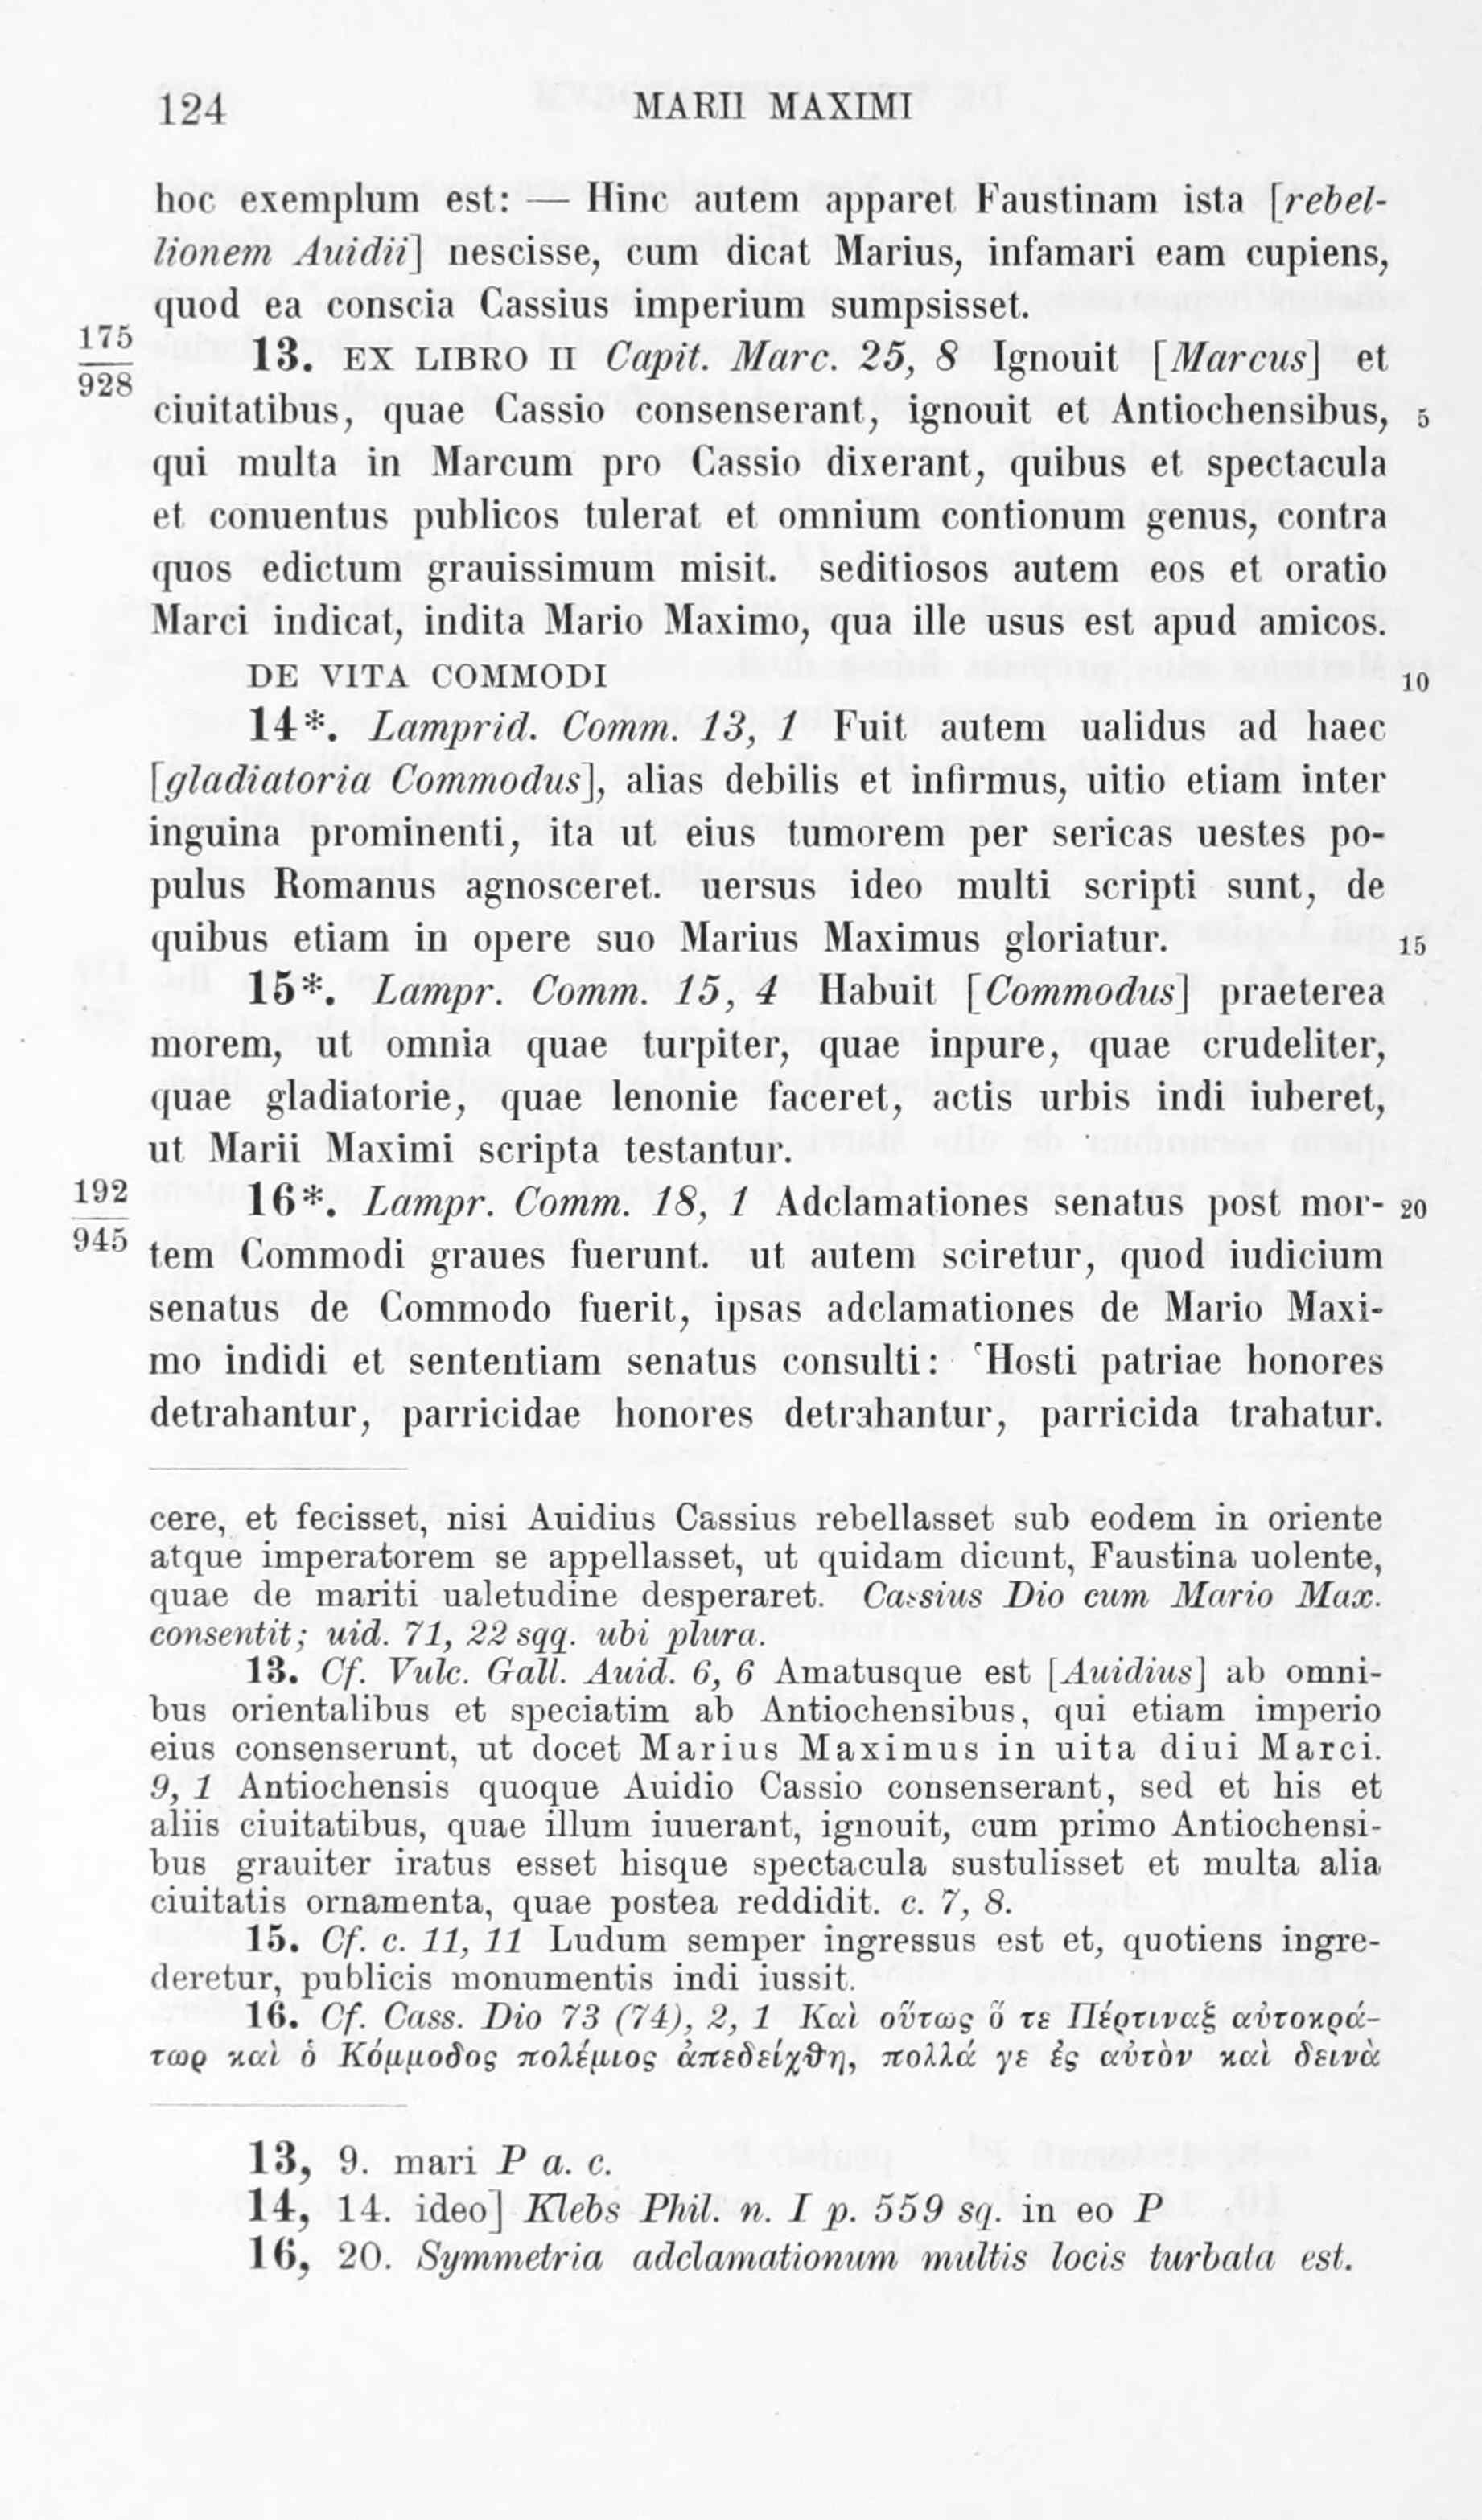 124 MARII MAXIMI
hoc exemplum est: — Hinc autem apparet Faustinam ista [rebel-
lionem Auidii] nescisse, cum dicat Marius, infamari eam cupiens,
quod ea conscia Cassius imperium sumpsisset.
175
928
13. EX LIBRO II Capit. Marc. 25, 8 Ignouit [Marcus] et
ciuitatibus, quae Cassio consenserant, ignouit et Antiochensibus, 5
qui multa in Marcum pro Cassio dixerant, quibus et spectacula
et conuentus publicos tulerat et omnium contionum genus, contra
quos edictum grauissimum misit. seditiosos autem eos et oratio
Marci indicat, indita Mario Maximo, qua ille usus est apud amicos.
DE VITA COMMODI 10
14*. Lamprid. Comm. 13, 1 Fuit autem ualidus ad haec
[gladiatoria Commodus], alias debilis et infirmus, uitio etiam inter
inguina prominenti, ita ut eius tumorem per sericas uestes po-
pulus Romanus agnosceret. uersus ideo multi scripti sunt, de
quibus etiam in opere suo Marius Maximus gloriatur. 15
15*. Lampr. Comm. 15, 4 Habuit [Commodus] praeterea
morem, ut omnia quae turpiter, quae inpure, quae crudeliter,
quae gladiatorie, quae lenonie faceret, actis urbis indi iuberet,
ut Marii Maximi scripta testantur.
192
945
16*. Lampr. Comm. 18, 1 Adclamationes senatus post mor- 20
tem Commodi graues fuerunt. ut autem sciretur, quod iudicium
senatus de Commodo fuerit, ipsas adclamationes de Mario Maxi-
mo indidi et sententiam senatus consulti: ‛Hosti patriae honores
detrahantur, parricidae honores detrahantur, parricida trahatur.
cere, et fecisset, nisi Auidius Cassius rebellasset sub eodem in oriente
atque imperatorem se appellasset, ut quidam dicunt, Faustina uolente,
quae de mariti ualetudine desperaret. Cassius Dio cum Mario Max.
consentit; uid. 71, 22 sqq. ubi plura.
13. Cf. Vulc. Gall. Auid. 6, 6 Amatusque est [Auidius] ab omni-
bus orientalibus et speciatim ab Antiochensibus, qui etiam imperio
eius consenserunt, ut docet Marius Maximus in uita diui Marci.
9, 1 Antiochensis quoque Auidio Cassio consenserant, sed et his et
aliis ciuitatibus, quae illum iuuerant, ignouit, cum primo Antiochensi-
bus grauiter iratus esset hisque spectacula sustulisset et multa alia
ciuitatis ornamenta, quae postea reddidit. c. 7, 8.
15. Cf. c. 11, 11 Ludum semper ingressus est et, quotiens ingre-
deretur, publicis monumentis indi iussit.
16. Cf. Cass. Dio 73 (74), 2, 1 Καὶ οὕτως ὅ τε Πέρτιναξ αὐτοκρά-
τωρ καὶ ὁ Κόμμοδος πολέμιος ἀπεδείχθη, πολλά γε ἐς αὐτὸν καὶ δεινὰ
13, 9. mari P a. c.
14, 14. ideo] Klebs Phil. n. I p. 559 sq. in eo P
16, 20. Symmetria adclamationum multis locis turbata est.